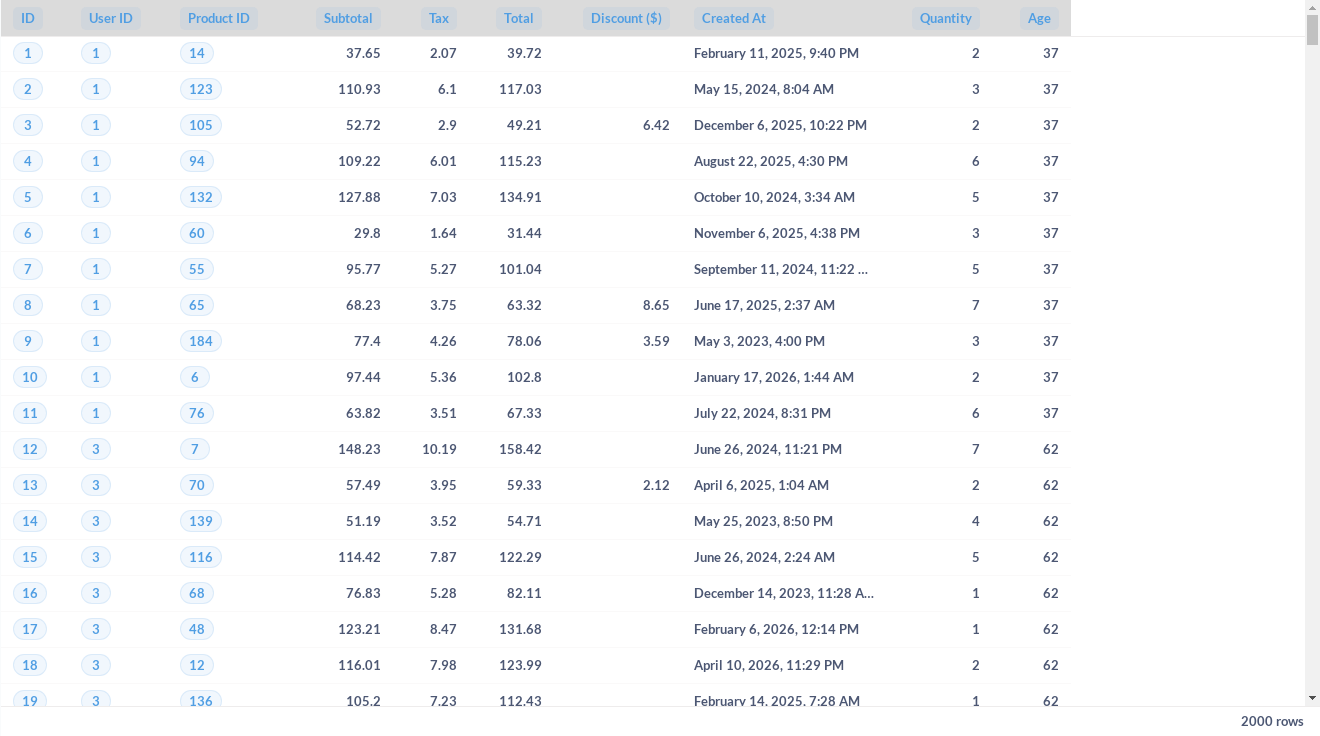 ID User ID Product ID Subtotal Tax Total Discount ($) Created At Quantity Age
1 1 14 37.65 2.07 39.72 February 11, 2025, 9:40 PM 2 37
2 1 123 110.93 6.1 117.03 May 15, 2024, 8:04 AM 3 37
3 1 105 52.72 2.9 49.21 6.42 December 6, 2025, 10:22 PM 2 37
4 1 94 109.22 6.01 115.23 August 22, 2025, 4:30 PM 6 37
5 1 132 127.88 7.03 134.91 October 10, 2024, 3:34 AM 5 37
6 1 60 29.8 1.64 31.44 November 6, 2025, 4:38 PM 3 37
7 1 55 95.77 5.27 101.04 September 11, 2024, 11:22 ... 5 37
8 1 65 68.23 3.75 63.32 8.65 June 17, 2025, 2:37 AM 7 37
9 1 184 77.4 4.26 78.06 3.59 May 3, 2023, 4:00 PM 3 37
10 1 6 97.44 5.36 102.8 January 17, 2026, 1:44 AM 2 37
11 1 76 63.82 3.51 67.33 July 22, 2024, 8:31 PM 6 37
12 3 7 148.23 10.19 158.42 June 26, 2024, 11:21 PM 7 62
13 3 70 57.49 3.95 59.33 2.12 April 6, 2025, 1:04 AM 2 62
14 3 139 51.19 3.52 54.71 May 25, 2023, 8:50 PM 4 62
15 3 116 114.42 7.87 122.29 June 26, 2024, 2:24 AM 5 62
16 3 68 76.83 5.28 82.11 December 14, 2023, 11:28 A... 1 62
17 3 48 123.21 8.47 131.68 February 6, 2026, 12:14 PM 1 62
18 3 12 116.01 7.98 123.99 April 10, 2026, 11:29 PM 2 62
19 3 136 105.2 7.23 112.43 February 14, 2025, 7:28 AM 1 62
2000 rows